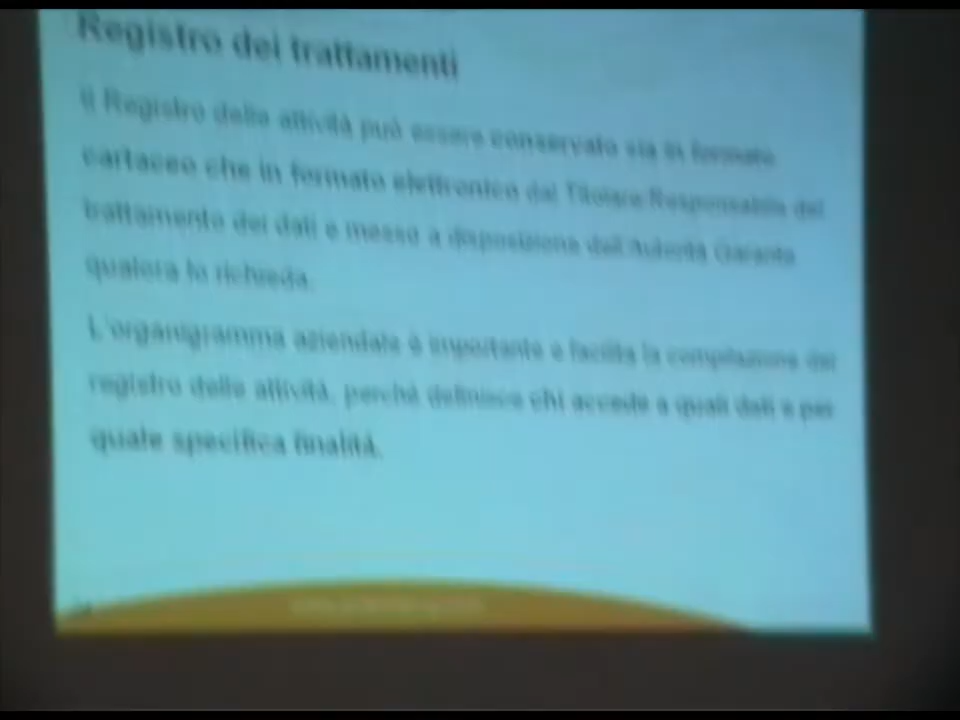 Registro dei trattamenti
Il Registro delle attività può essere conservato sia in formato
cartaceo che in formato elettronico dal Titolare/Responsabile del
trattamento dei dati e messo a disposizione dell'Autorità Garante
qualora lo richieda.
L'organigramma aziendale è importante e facilita la compilazione del
registro delle attività, perché definisce chi accede a quali dati e per
quale specifica finalità.